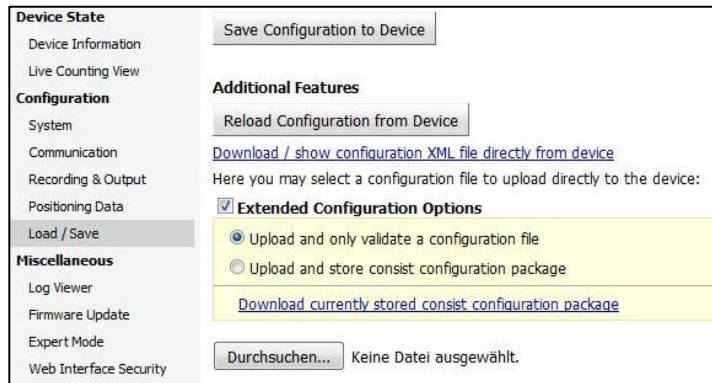 Device State
Device Information
Live Counting View
Configuration
System
Communication
Recording & Output
Positioning Data
Load / Save
Miscellaneous
Log Viewer
Firmware Update
Expert Mode
Web Interface Security
Save Configuration to Device
Additional Features
Reload Configuration from Device
Download / show configuration XML file directly from device
Here you may select a configuration file to upload directly to the device:
Extended Configuration Options
Upload and only validate a configuration file
Upload and store consist configuration package
Download currently stored consist configuration package
Durchsuchen... Keine Datei ausgewählt.